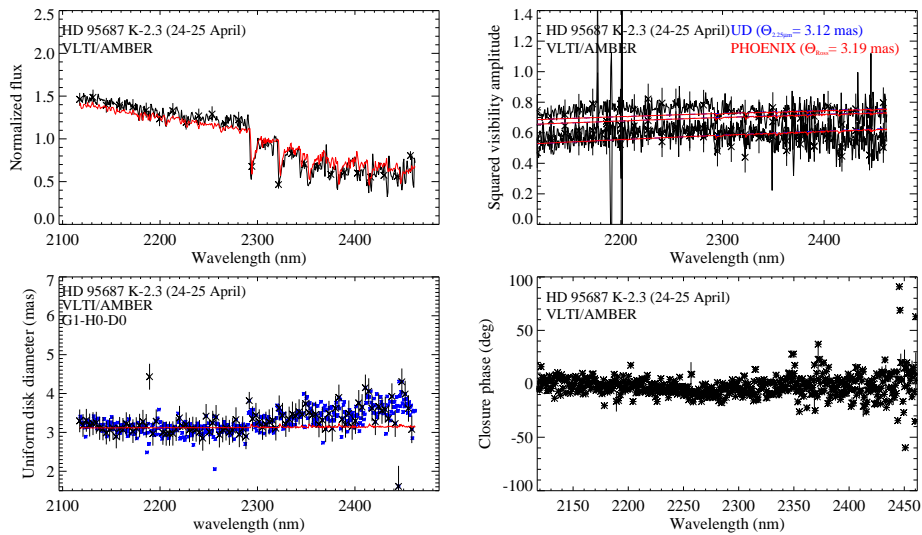 HD 95687 K-2.3 (24-25 April)
VLTI/AMBER
Normalized flux
2.0
1.5
1.0
0.5
0.0
2100 2200 2300 2400
Wavelength (nm)
HD 95687 K-2.3 (24-25 April) UD (Θ2.25μm= 3.12 mas)
VLTI/AMBER PHOENIX (ΘRoss= 3.19 mas)
Squared visibility amplitude
1.4
1.2
1.0
0.8
0.6
0.4
0.2
0.0
2200 2300 2400
Wavelength (nm)
HD 95687 K-2.3 (24-25 April)
VLTI/AMBER
G1-H0-D0
Uniform disk diameter (mas)
7
6
5
4
3
2
2100 2200 2300 2400
wavelength (nm)
HD 95687 K-2.3 (24-25 April)
VLTI/AMBER
Closure phase (deg)
100
50
0
-50
-100
2150 2200 2250 2300 2350 2400 2450
Wavelength (nm)